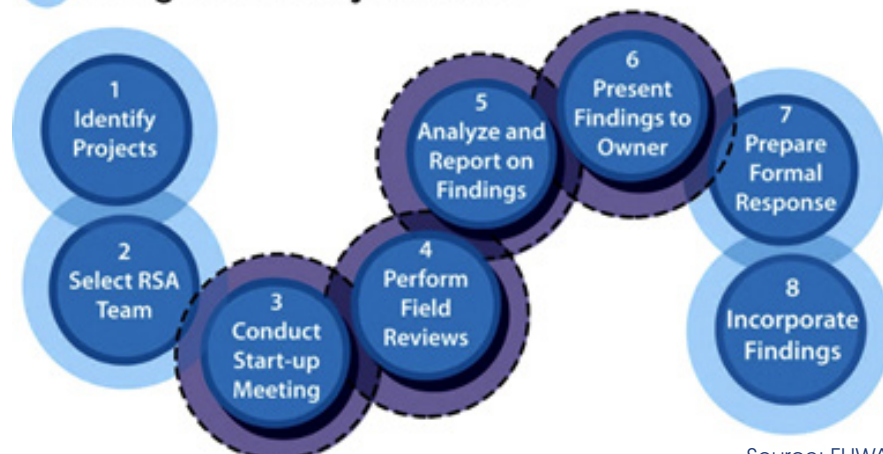 1
Identify
Projects
2
Select RSA
Team
3
Conduct
Start-up
Meeting
4
Perform
Field
Reviews
5
Analyze and
Report on
Findings
6
Present
Findings to
Owner
7
Prepare
Formal
Response
8
Incorporate
Findings